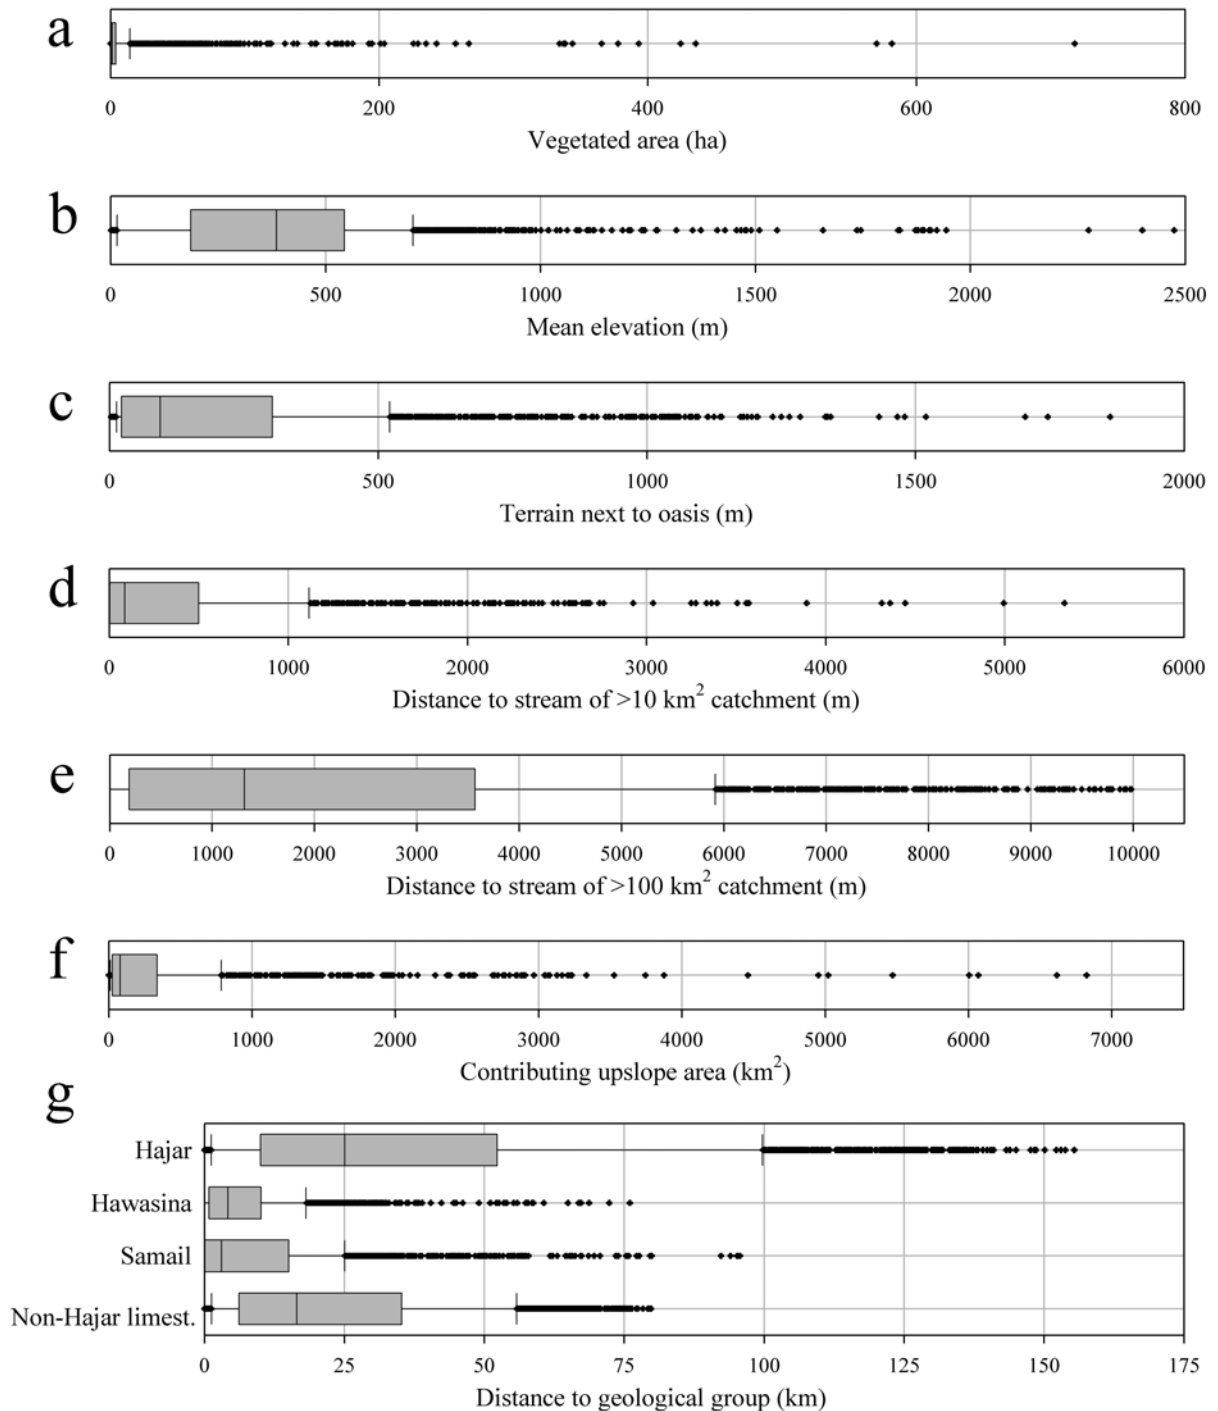 a
0 200 400 600 800
Vegetated area (ha)
b
0 500 1000 1500 2000 2500
Mean elevation (m)
c
0 500 1000 1500 2000
Terrain next to oasis (m)
d
0 1000 2000 3000 4000 5000 6000
Distance to stream of >10 km² catchment (m)
e
0 1000 2000 3000 4000 5000 6000 7000 8000 9000 10000
Distance to stream of >100 km² catchment (m)
f
0 1000 2000 3000 4000 5000 6000 7000
Contributing upslope area (km²)
g
Hajar
Hawasina
Samail
Non-Hajar limest.
0 25 50 75 100 125 150 175
Distance to geological group (km)